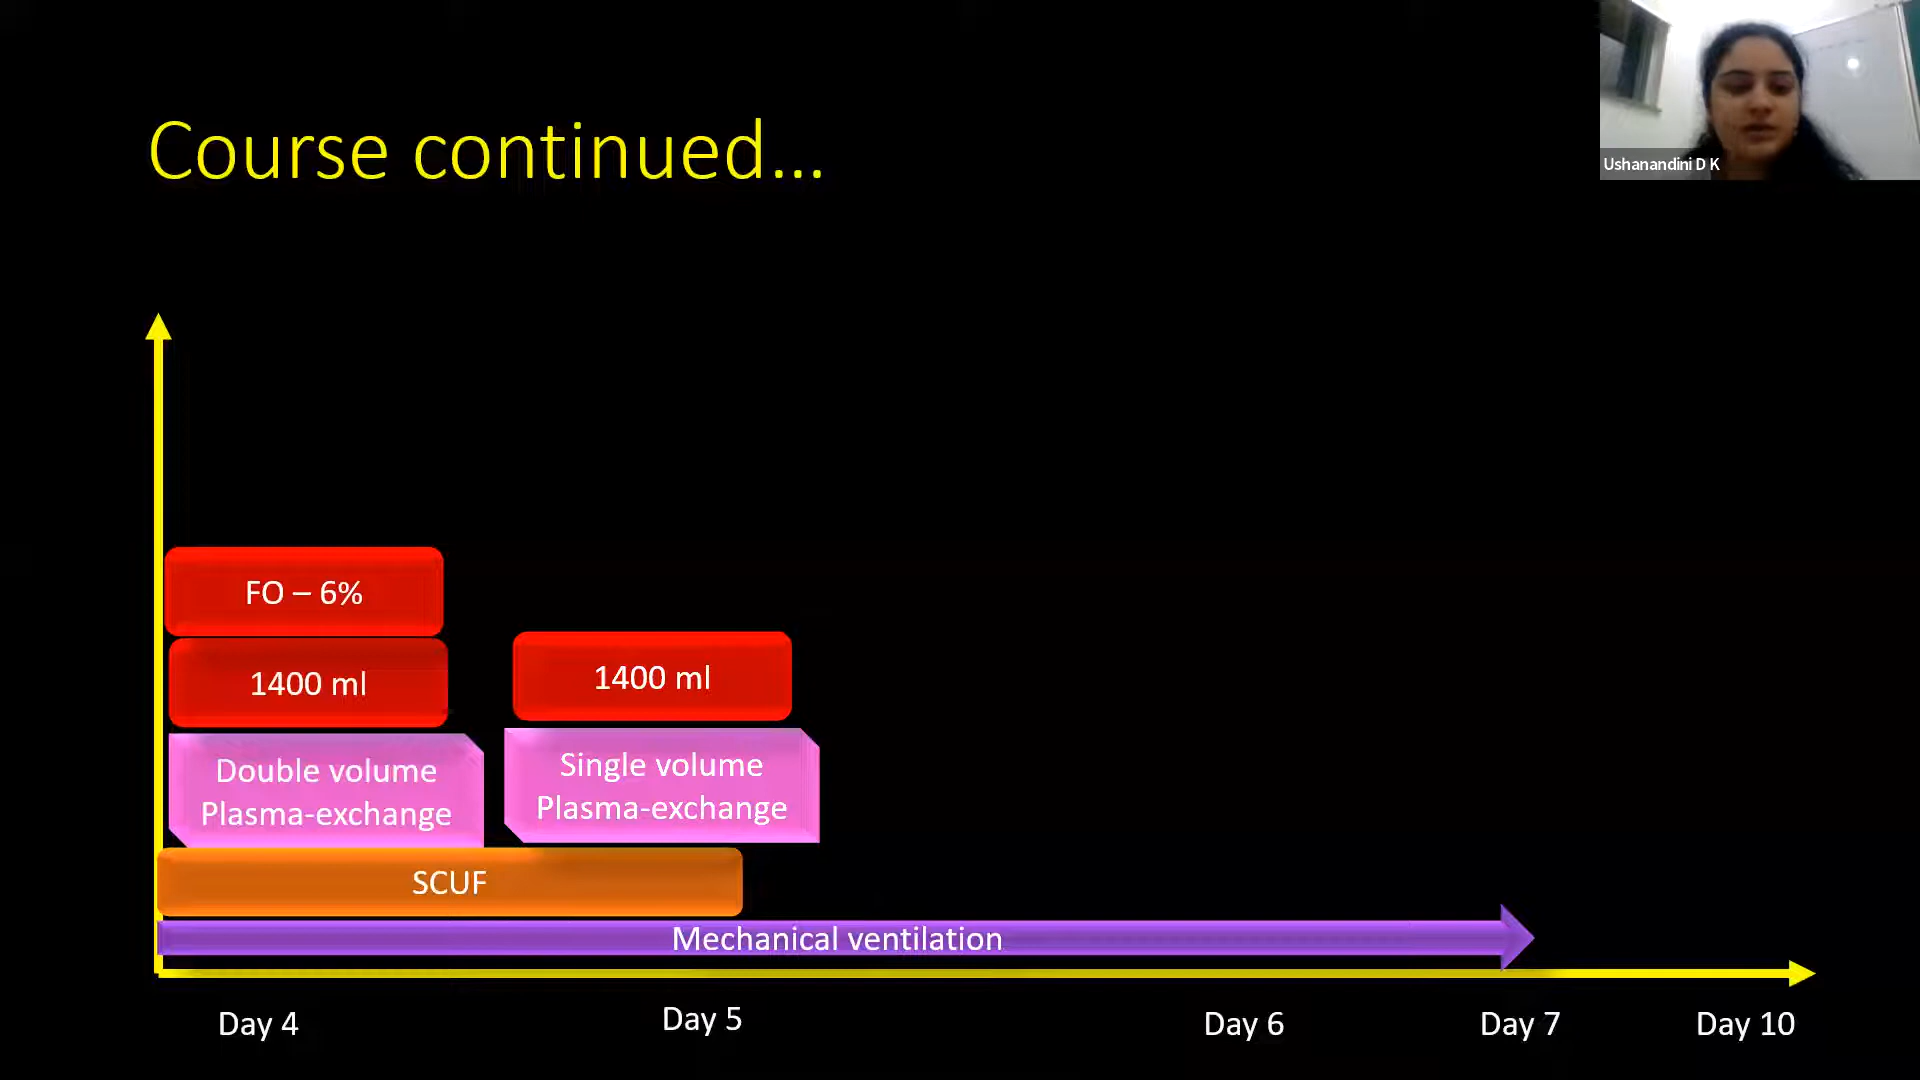 Course continued...
Ushanandini D K
FO – 6%
1400 ml
1400 ml
Double volume
Plasma-exchange
Single volume
Plasma-exchange
SCUF
Mechanical ventilation
Day 4
Day 5
Day 6
Day 7
Day 10